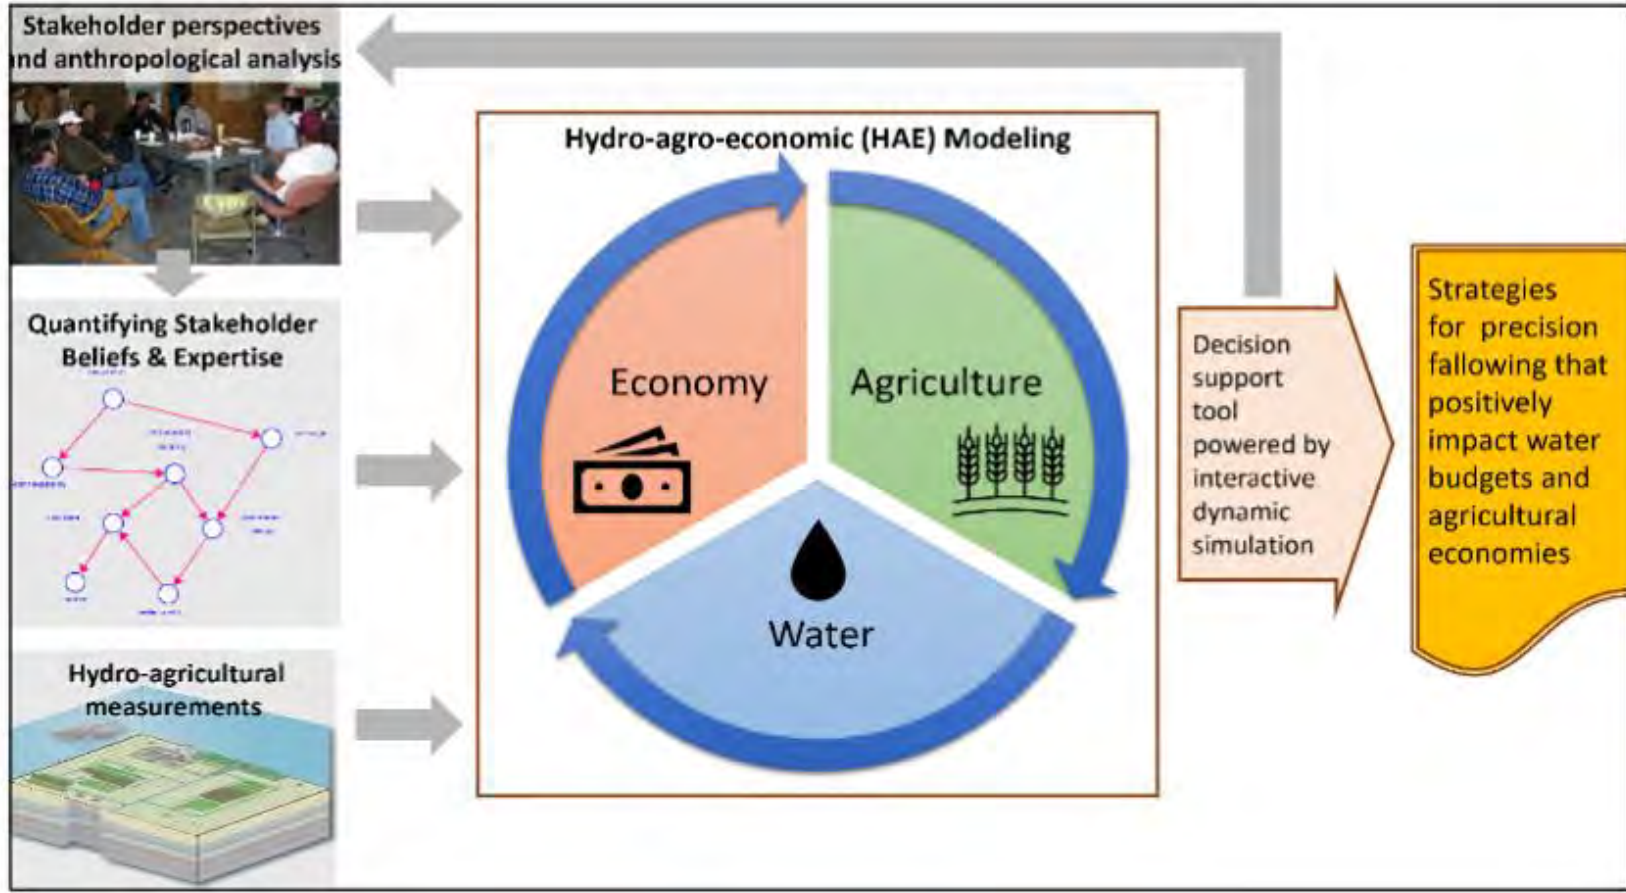 Stakeholder perspectives
and anthropological analysis
Quantifying Stakeholder
Beliefs & Expertise
Hydro-agricultural
measurements
Hydro-agro-economic (HAE) Modeling
Economy
Agriculture
Water
Decision
support
tool
powered by
interactive
dynamic
simulation
Strategies
for precision
fallowing that
positively
impact water
budgets and
agricultural
economies